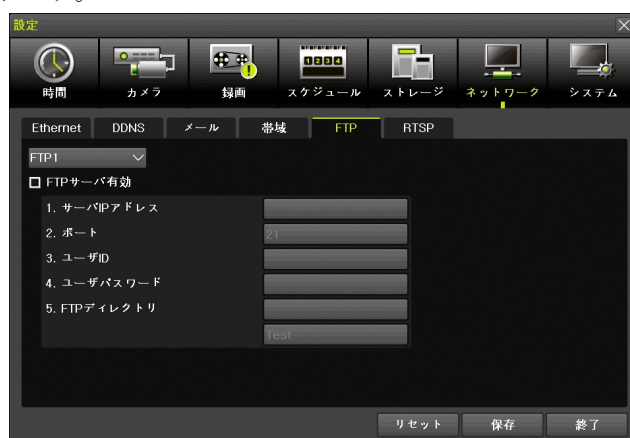 設定
1 2 3 4
時間 カメラ 録画 スケジュール ストレージ ネットワーク システム
Ethernet DDNS メール 帯域 FTP RTSP
FTP1
FTPサーバ有効
1. サーバIPアドレス
2. ポート 21
3. ユーザID
4. ユーザパスワード
5. FTPディレクトリ
Test
リセット 保存 終了